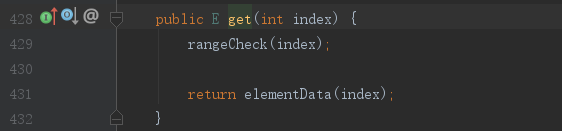 428 @ public E get(int index) {
429 rangeCheck(index);
430
431 return elementData(index);
432 }